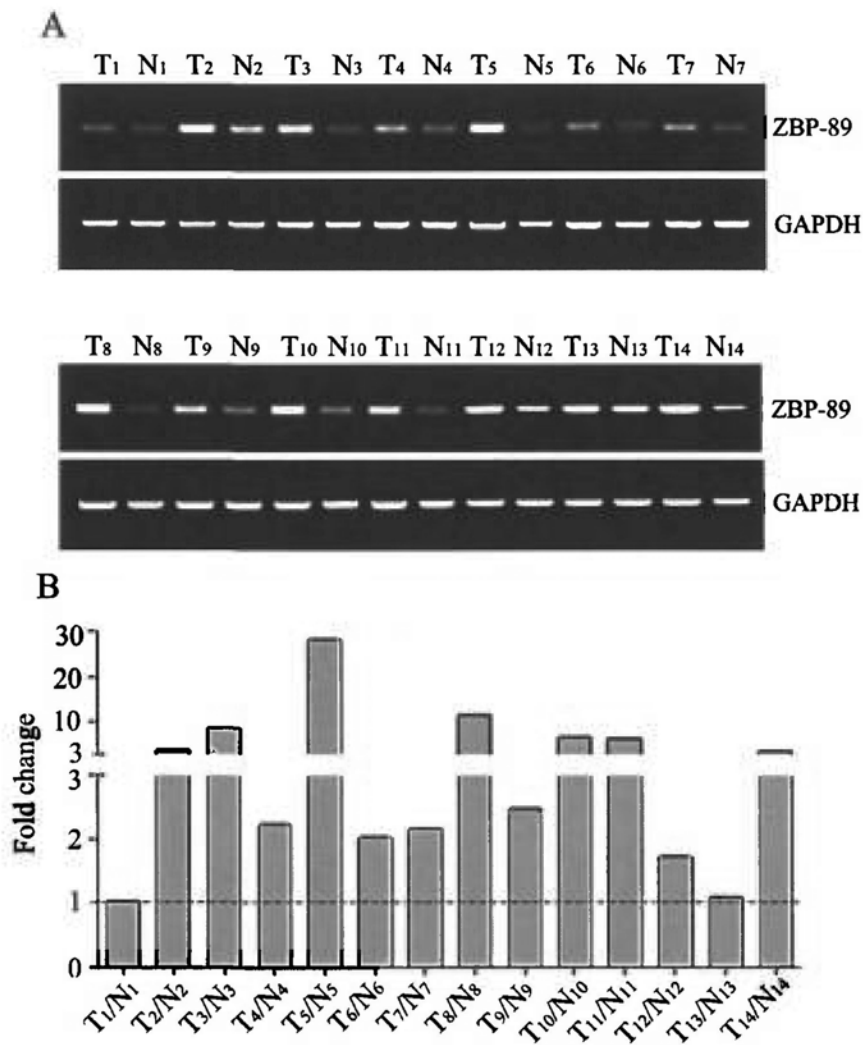 A
T1 N1 T2 N2 T3 N3 T4 N4 T5 N5 T6 N6 T7 N7
ZBP-89
GAPDH
T8 N8 T9 N9 T10 N10 T11 N11 T12 N12 T13 N13 T14 N14
ZBP-89
GAPDH
B
Fold change
30
20
10
3
3
2
1
0
T1/N1 T2/N2 T3/N3 T4/N4 T5/N5 T6/N6 T7/N7 T8/N8 T9/N9 T10/N10 T11/N11 T12/N12 T13/N13 T14/N14